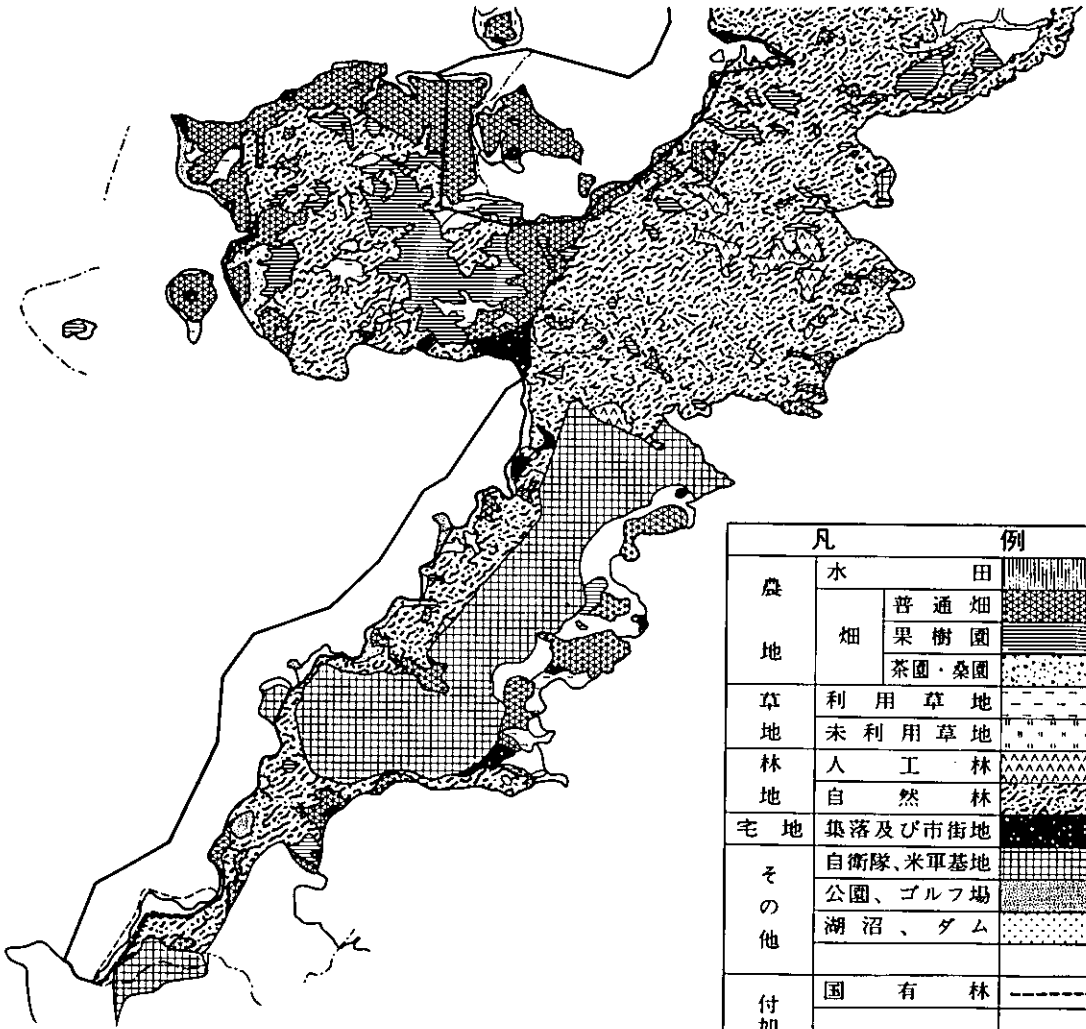 凡例
農地
水田
畑
普通畑
果樹園
茶園・桑園
草地
利用草地
未利用草地
林地
人工林
自然林
宅地
集落及び市街地
その他
自衛隊、米軍基地
公園、ゴルフ場
湖沼、ダム
付加
国有林